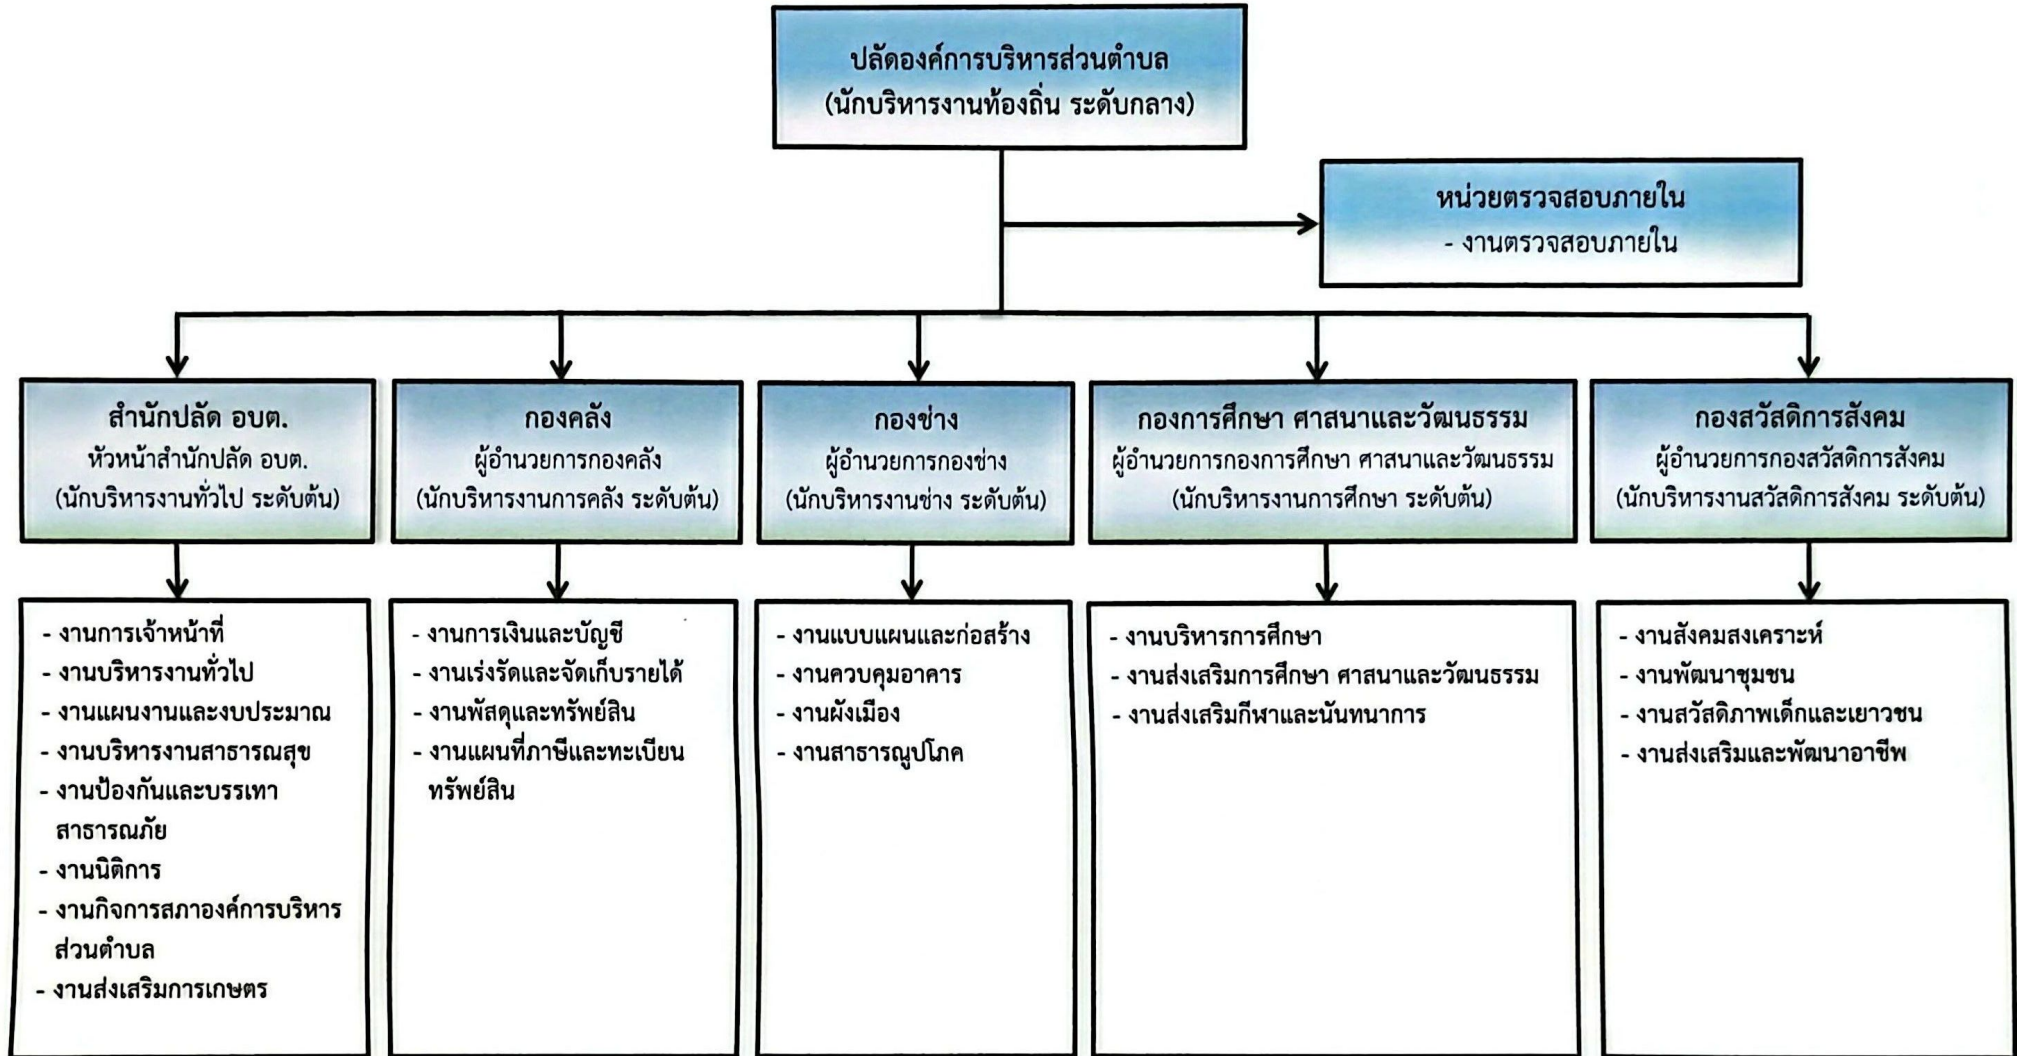 ปลัดองค์การบริหารส่วนตำบล
(นักบริหารงานท้องถิ่น ระดับกลาง)
หน่วยตรวจสอบภายใน
- งานตรวจสอบภายใน
สำนักปลัด อบต.
หัวหน้าสำนักปลัด อบต.
(นักบริหารงานทั่วไป ระดับต้น)
กองคลัง
ผู้อำนวยการกองคลัง
(นักบริหารงานการคลัง ระดับต้น)
กองช่าง
ผู้อำนวยการกองช่าง
(นักบริหารงานช่าง ระดับต้น)
กองการศึกษา ศาสนาและวัฒนธรรม
ผู้อำนวยการกองการศึกษา ศาสนาและวัฒนธรรม
(นักบริหารงานการศึกษา ระดับต้น)
กองสวัสดิการสังคม
ผู้อำนวยการกองสวัสดิการสังคม
(นักบริหารงานสวัสดิการสังคม ระดับต้น)
- งานการเจ้าหน้าที่
- งานบริหารงานทั่วไป
- งานแผนงานและงบประมาณ
- งานบริหารงานสาธารณสุข
- งานป้องกันและบรรเทา
สาธารณภัย
- งานนิติการ
- งานกิจการสภาองค์การบริหาร
ส่วนตำบล
- งานส่งเสริมการเกษตร
- งานการเงินและบัญชี
- งานเร่งรัดและจัดเก็บรายได้
- งานพัสดุและทรัพย์สิน
- งานแผนที่ภาษีและทะเบียน
ทรัพย์สิน
- งานแบบแผนและก่อสร้าง
- งานควบคุมอาคาร
- งานผังเมือง
- งานสาธารณูปโภค
- งานบริหารการศึกษา
- งานส่งเสริมการศึกษา ศาสนาและวัฒนธรรม
- งานส่งเสริมกีฬาและนันทนาการ
- งานสังคมสงเคราะห์
- งานพัฒนาชุมชน
- งานสวัสดิภาพเด็กและเยาวชน
- งานส่งเสริมและพัฒนาอาชีพ